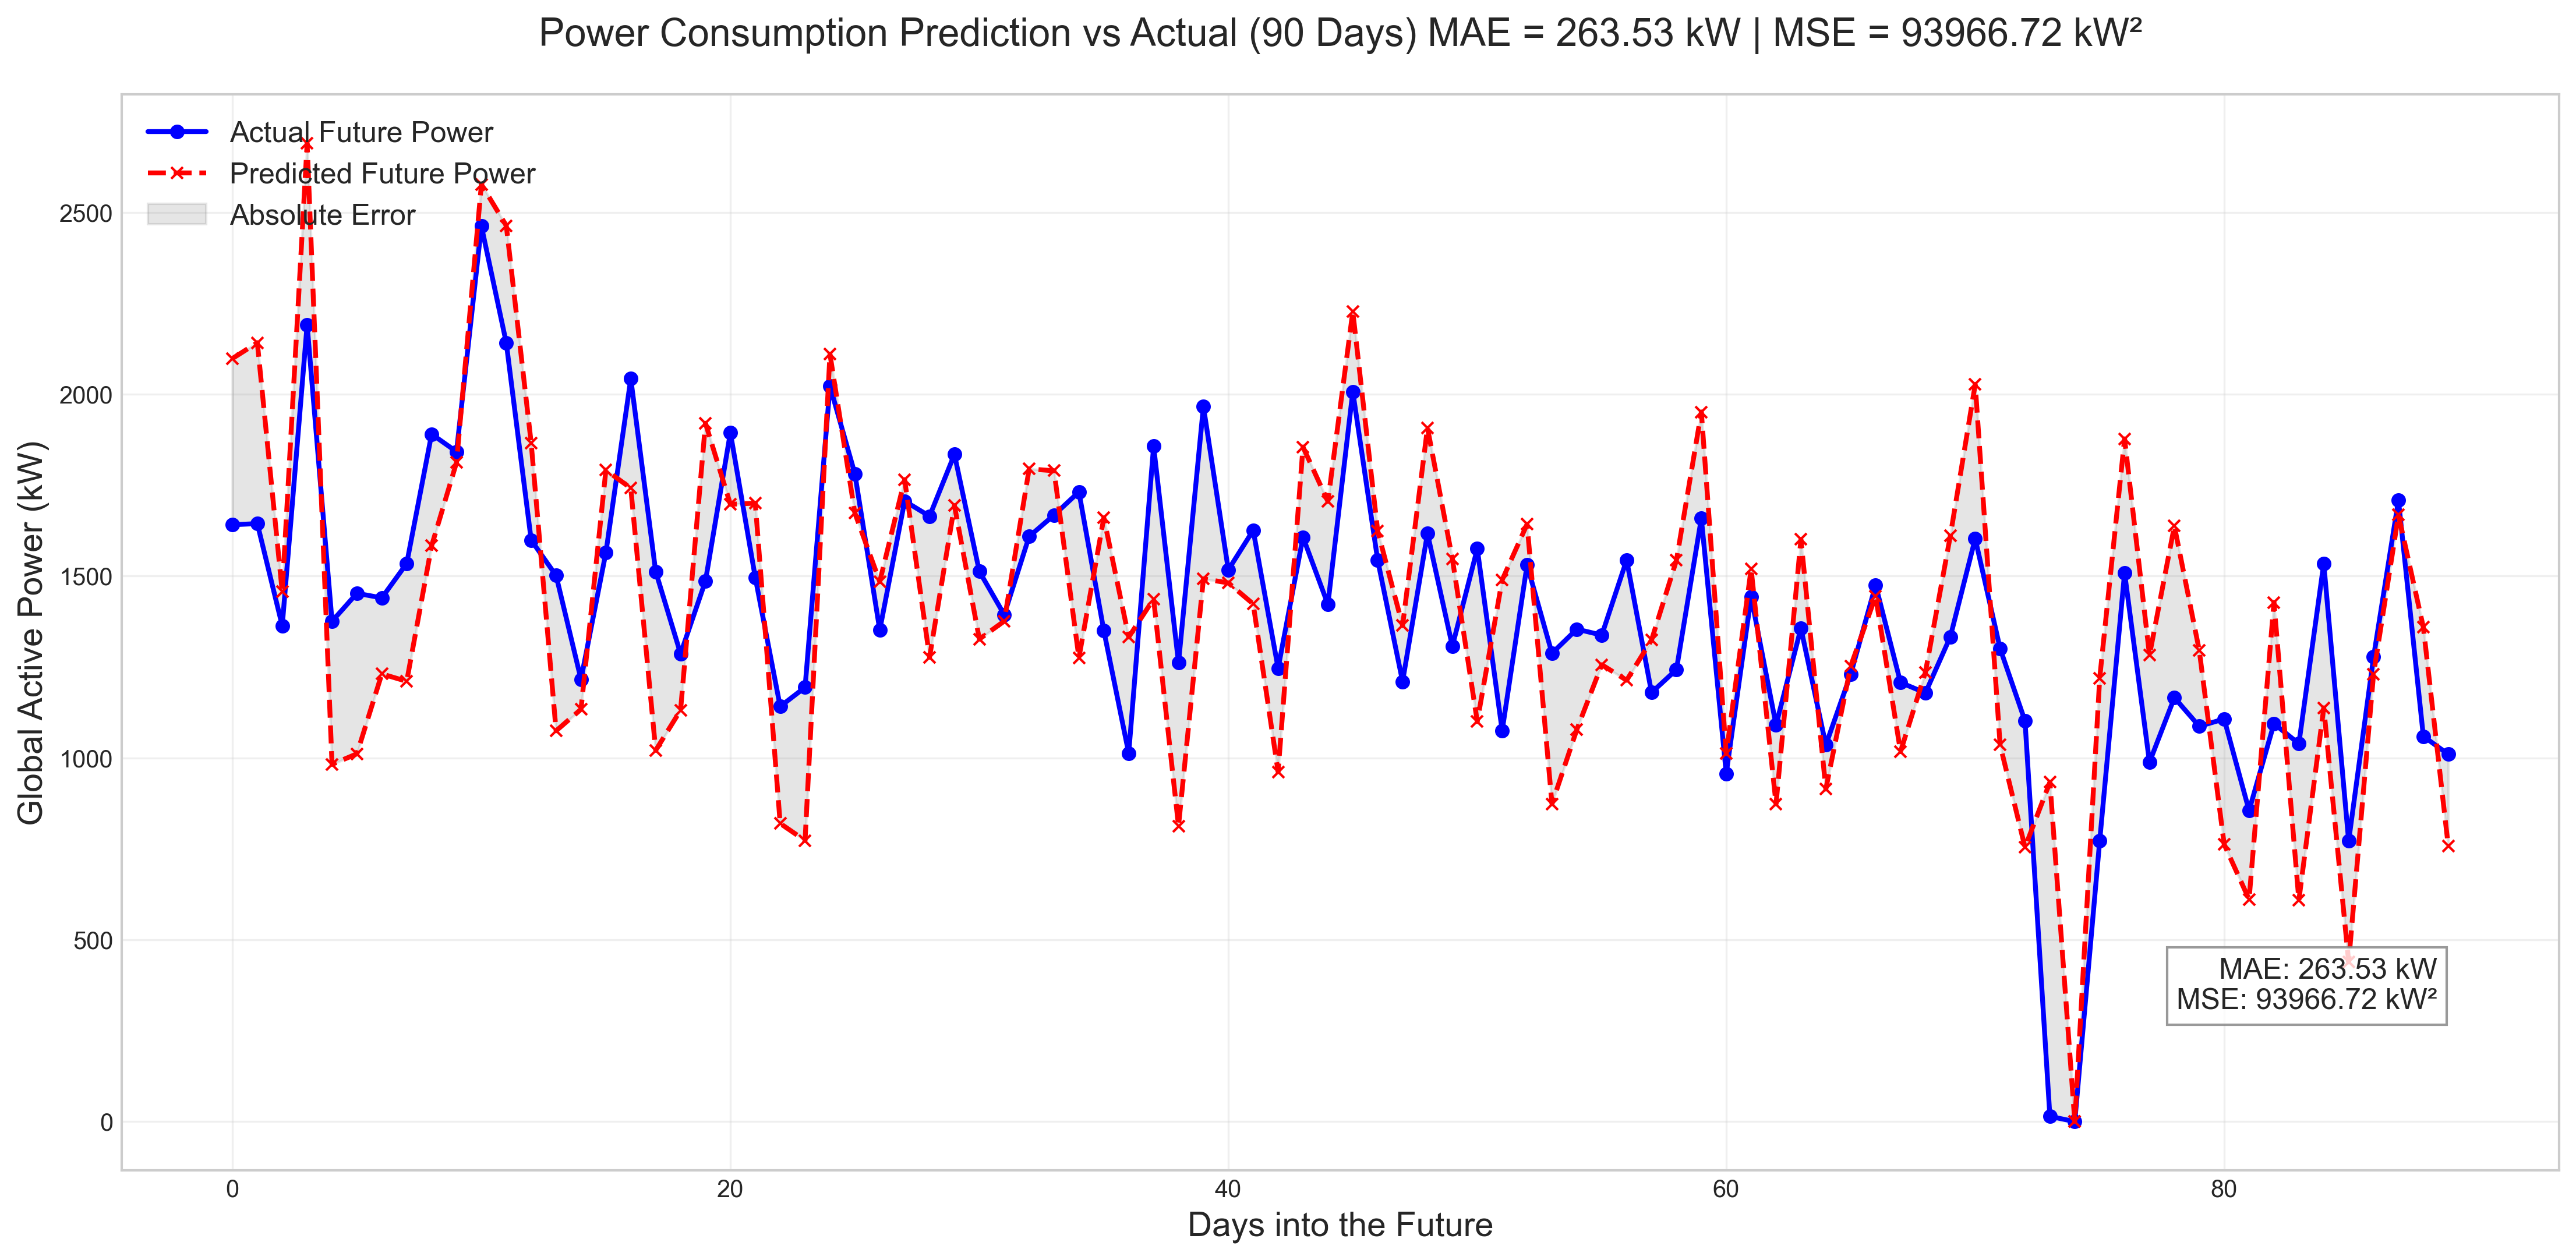 Power Consumption Prediction vs Actual (90 Days) MAE = 263.53 kW | MSE = 93966.72 kW²
Actual Future Power
Predicted Future Power
Absolute Error
Global Active Power (kW)
2500
2000
1500
1000
500
0
MAE: 263.53 kW
MSE: 93966.72 kW²
0 20 40 60 80
Days into the Future